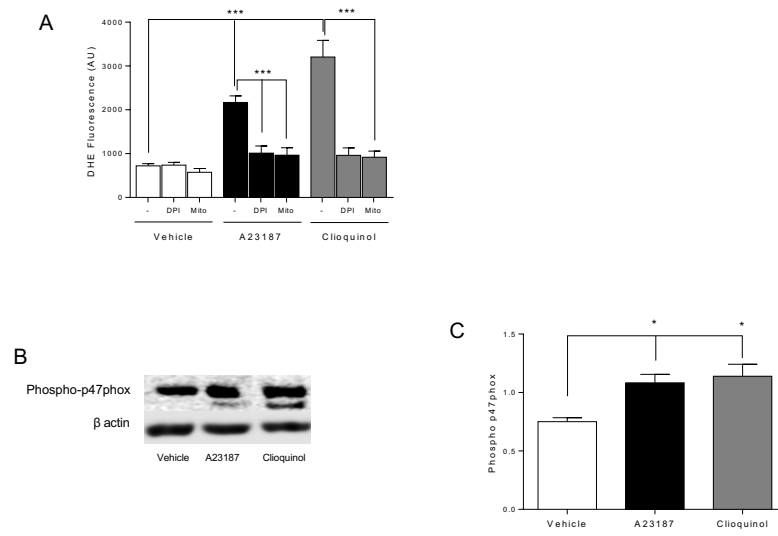 A
***
***
***
DHE Fluorescence (AU)
4000
3000
2000
1000
0
- DPI Mito - DPI Mito - DPI Mito
Vehicle A23187 Clioquinol
B
Phospho-p47phox
β actin
Vehicle A23187 Clioquinol
C
* *
Phospho p47phox
1.5
1.0
0.5
0.0
Vehicle A23187 Clioquinol